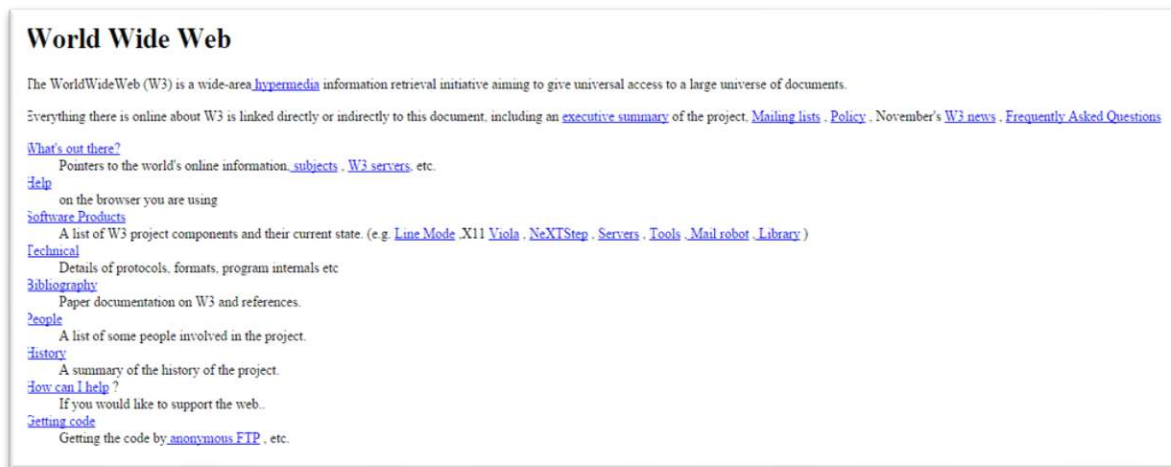 World Wide Web
The WorldWideWeb (W3) is a wide-area hypermedia information retrieval initiative aiming to give universal access to a large universe of documents.
Everything there is online about W3 is linked directly or indirectly to this document, including an executive summary of the project, Mailing lists , Policy , November's W3 news , Frequently Asked Questions
What's out there?
Pointers to the world's online information, subjects , W3 servers, etc.
Help
on the browser you are using
Software Products
A list of W3 project components and their current state. (e.g. Line Mode ,X11 Viola , NeXTStep , Servers , Tools , Mail robot , Library )
Technical
Details of protocols, formats, program internals etc
Bibliography
Paper documentation on W3 and references.
People
A list of some people involved in the project.
History
A summary of the history of the project.
How can I help ?
If you would like to support the web..
Getting code
Getting the code by anonymous FTP , etc.